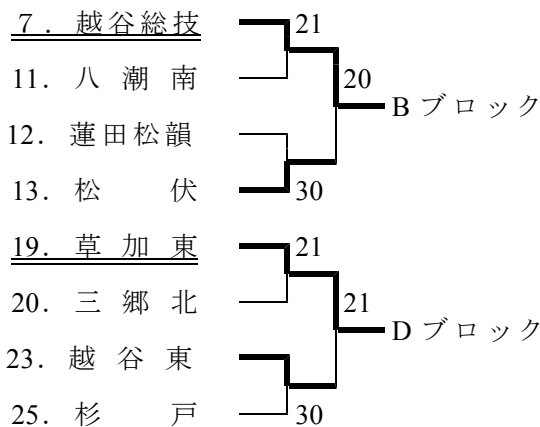 7．越谷総技
21
11．八潮南
20
Bブロック
12．蓮田松韻
13．松伏
30
19．草加東
21
20．三郷北
21
Dブロック
23．越谷東
25．杉戸
30